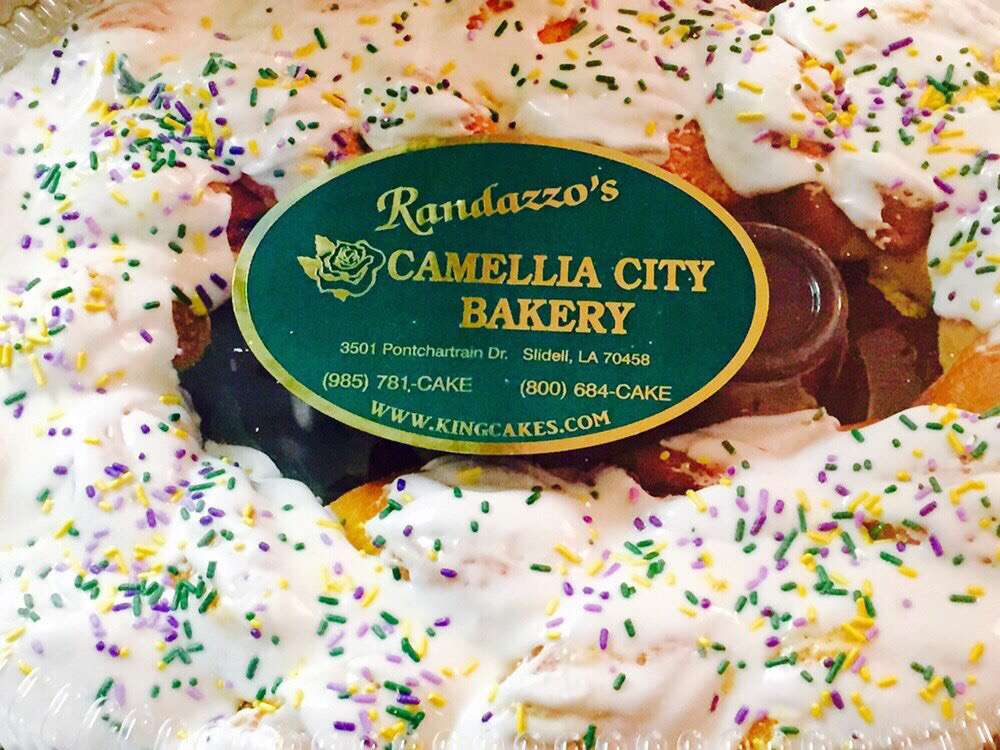 Randazzo's
CAMELLIA CITY
BAKERY
3501 Pontchartrain Dr. Slidell, LA 70458
(985) 781-CAKE (800) 684-CAKE
WWW.KINGCAKES.COM